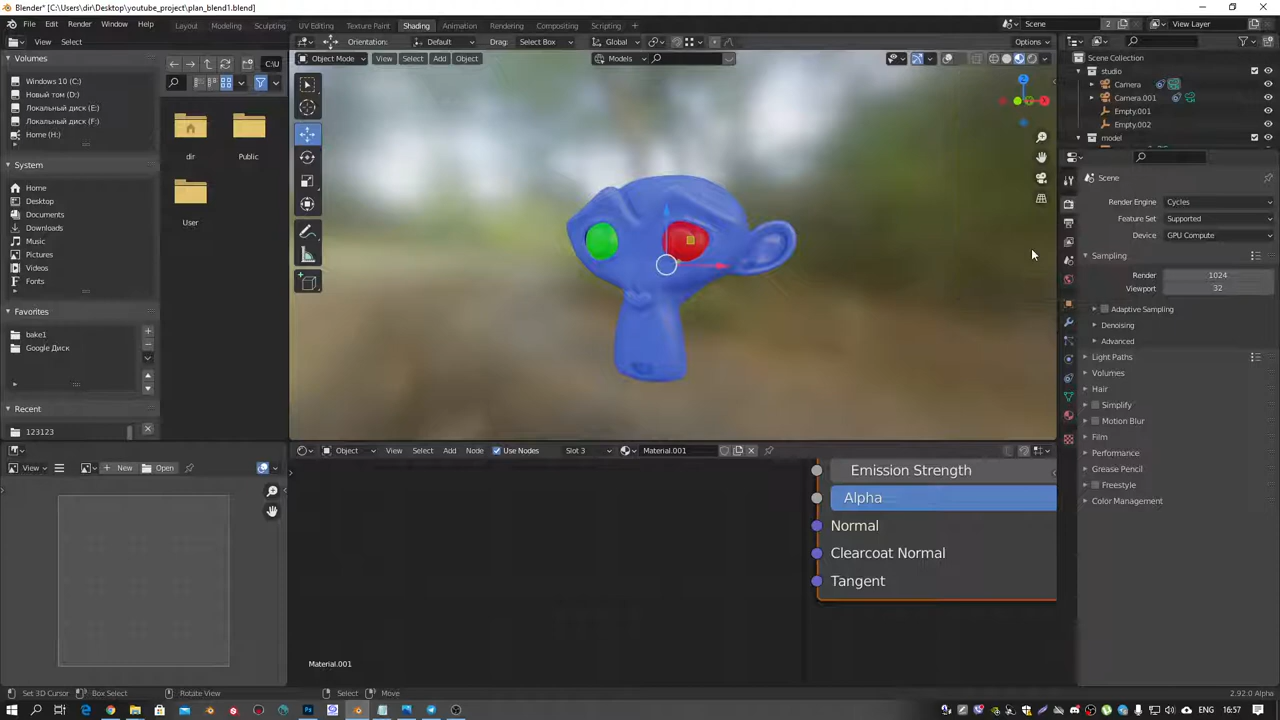 Blender* [C:\Users\dir\Desktop\youtube_project\plan_blend1.blend]
File Edit Render Window Help Layout Modeling Sculpting UV Editing Texture Paint Shading Animation Rendering Compositing Scripting Scene 2 View Layer
View Select
Orientation: Default Drag: Select Box Global Options
Volumes
C:\U
Object Mode View Select Add Object Models
Scene Collection
studio
Camera
Camera.001
Empty.001
Empty.002
model
Windows 10 (C:)
Новый том (D:)
Локальный диск (E:)
Локальный диск (F:)
Home (H:)
dir
Public
User
System
Home
Desktop
Documents
Downloads
Music
Pictures
Videos
Fonts
Favorites
bake1
Google Диск
Recent
123123
X
Scene
Render Engine Cycles
Feature Set Supported
Device GPU Compute
Sampling
Render 1024
Viewport 32
Adaptive Sampling
Denoising
Advanced
Light Paths
Volumes
Hair
Simplify
Motion Blur
Film
Performance
Grease Pencil
Freestyle
Color Management
View New Open
Object View Select Add Node Use Nodes Slot 3 Material.001
Emission Strength
Alpha
Normal
Clearcoat Normal
Tangent
Material.001
Set 3D Cursor Box Select Rotate View Select Move 2.92.0 Alpha
ENG 16:57